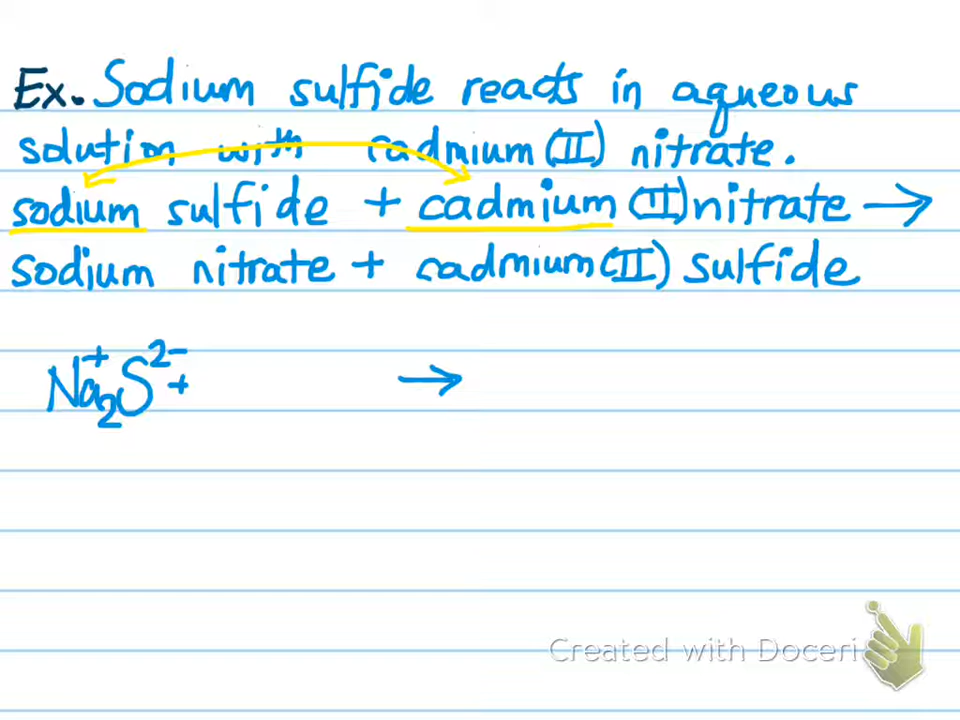 Ex. Sodium sulfide reacts in aqueous
solution with cadmium (II) nitrate.
sodium sulfide + cadmium (II) nitrate →
sodium nitrate + cadmium (II) sulfide
Na₂⁺S²⁻ + →
Created with Doceri